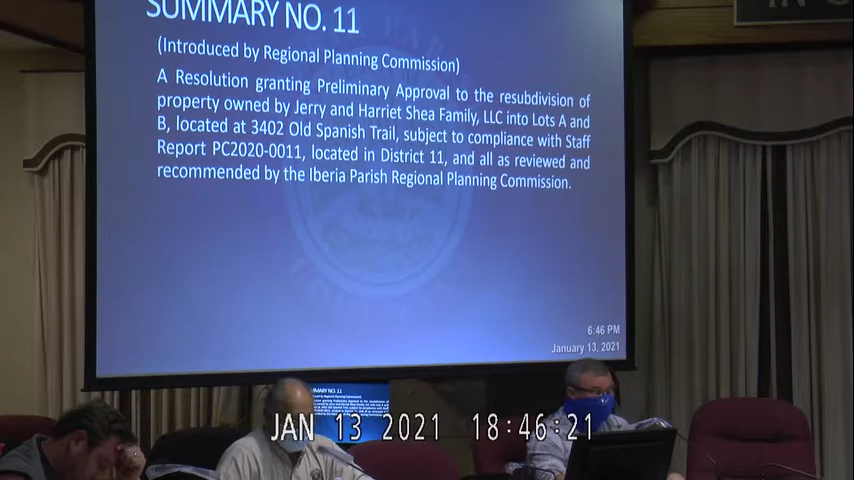 IN G
SUMMARY NO. 11
(Introduced by Regional Planning Commission)
A Resolution granting Preliminary Approval to the resubdivision of
property owned by Jerry and Harriet Shea Family, LLC into Lots A and
B, located at 3402 Old Spanish Trail, subject to compliance with Staff
Report PC2020-0011, located in District 11, and all as reviewed and
recommended by the Iberia Parish Regional Planning Commission.
6:46 PM
January 13, 2021
JAN 13 2021 18:46:21